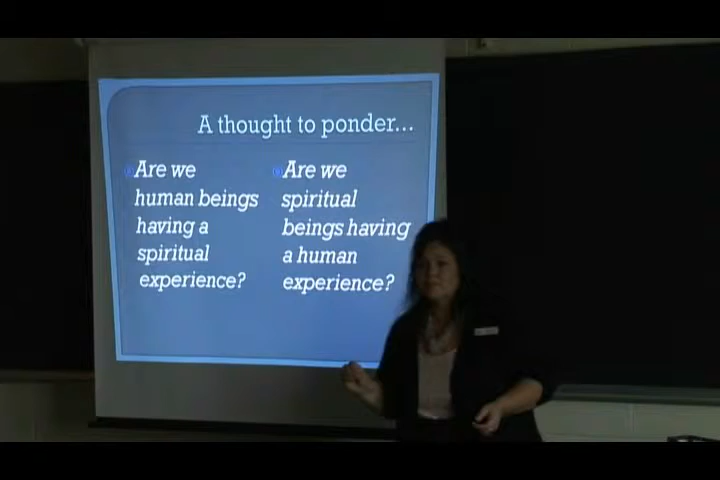 A thought to ponder...
Are we
human beings
having a
spiritual
experience?
Are we
spiritual
beings having
a human
experience?